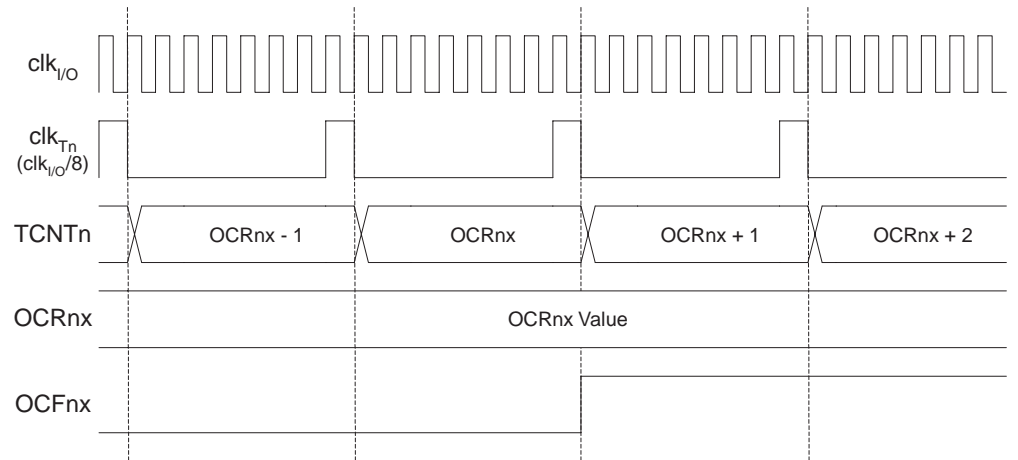 clkI/O
clkTn
(clkI/O/8)
TCNTn
OCRnx - 1
OCRnx
OCRnx + 1
OCRnx + 2
OCRnx
OCRnx Value
OCFnx